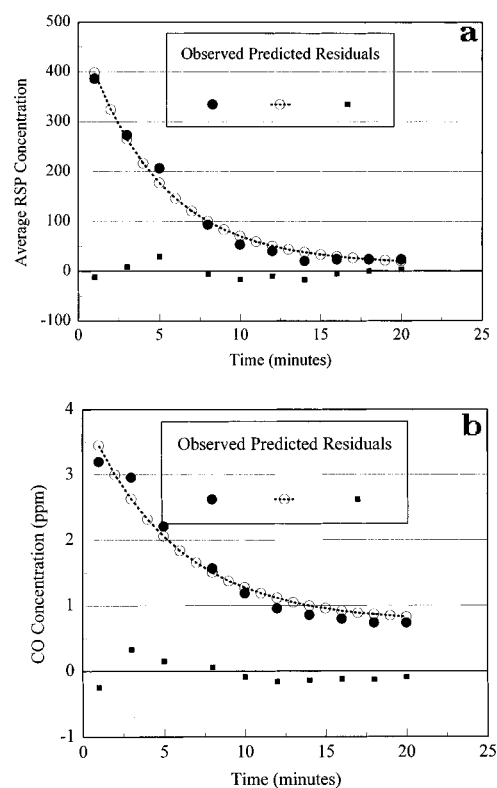 500
a
Observed Predicted Residuals
400
300
200
100
0
-100
Average RSP Concentration
0 5 10 15 20 25
Time (minutes)
4
b
Observed Predicted Residuals
3
2
1
0
-1
CO Concentration (ppm)
0 5 10 15 20 25
Time (minutes)